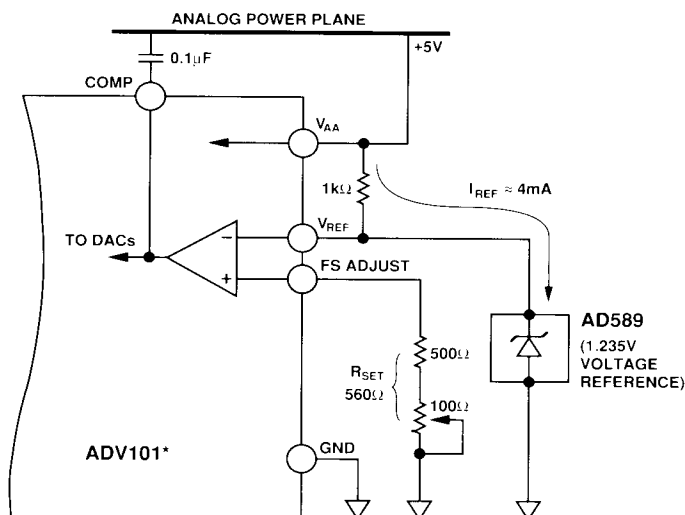 ANALOG POWER PLANE
+5V
0.1µF
COMP
V_AA
1kΩ
I_REF ≈ 4mA
V_REF
TO DACs
FS ADJUST
AD589
(1.235V
VOLTAGE
REFERENCE)
500Ω
R_SET
560Ω
100Ω
GND
ADV101*